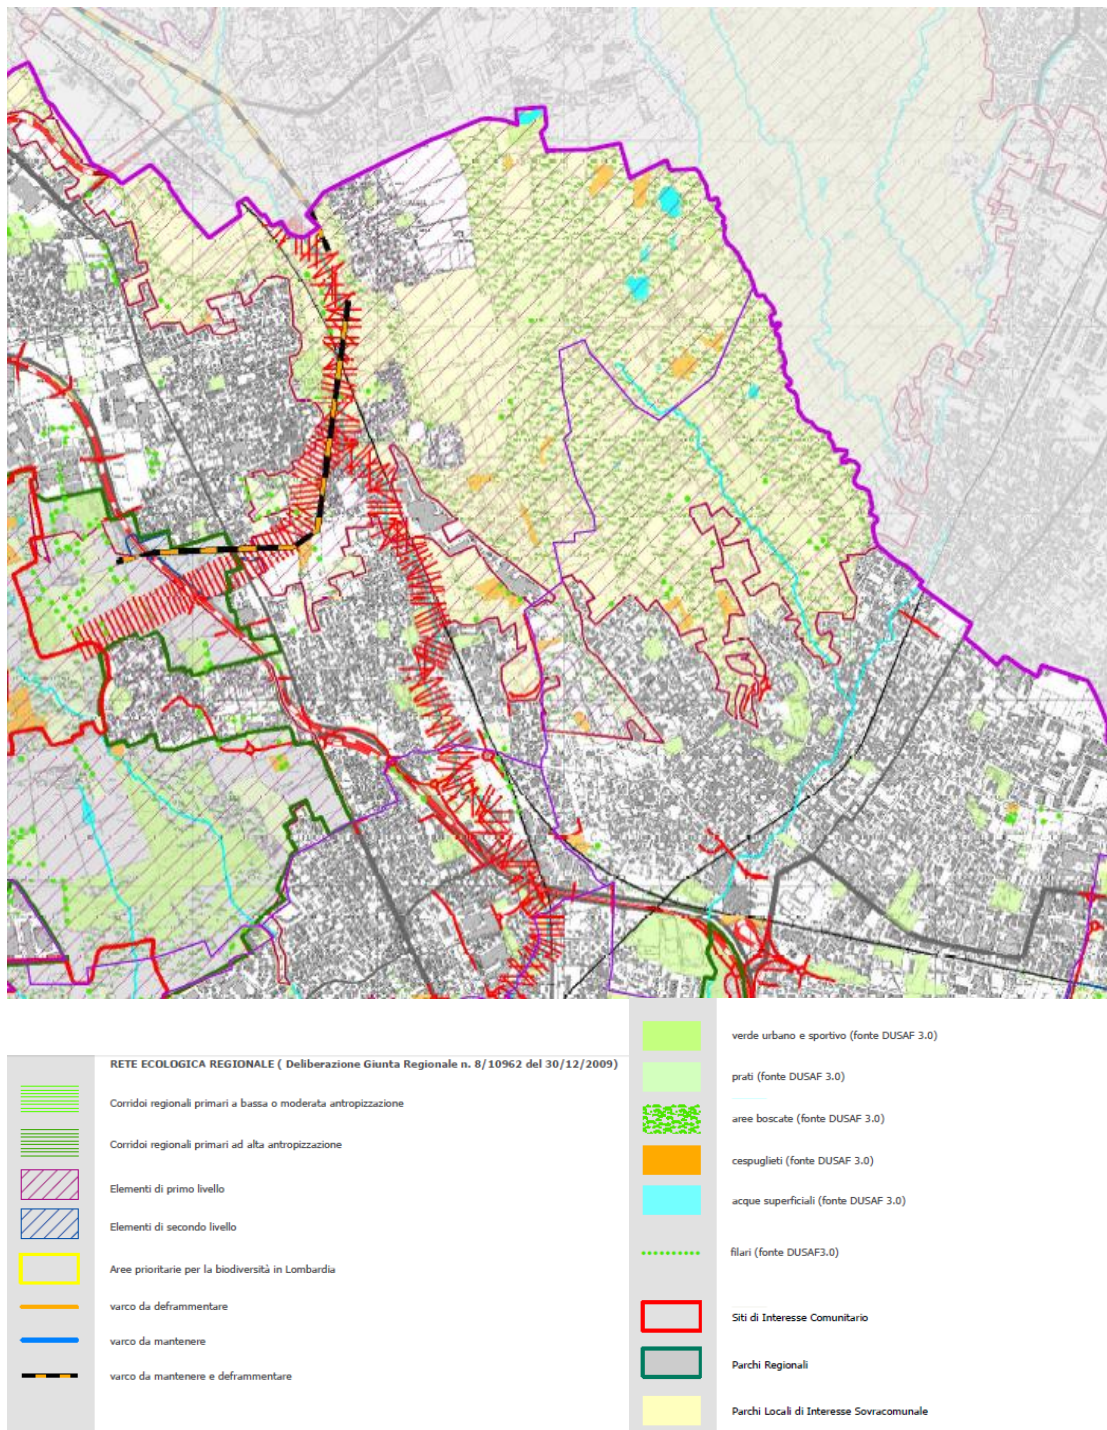 RETE ECOLOGICA REGIONALE ( Deliberazione Giunta Regionale n. 8/10962 del 30/12/2009)
Corridoi regionali primari a bassa o moderata antropizzazione
Corridoi regionali primari ad alta antropizzazione
Elementi di primo livello
Elementi di secondo livello
Aree prioritarie per la biodiversità in Lombardia
varco da deframmentare
varco da mantenere
varco da mantenere e deframmentare
verde urbano e sportivo (fonte DUSAF 3.0)
prati (fonte DUSAF 3.0)
aree boscate (fonte DUSAF 3.0)
cespuglieti (fonte DUSAF 3.0)
acque superficiali (fonte DUSAF 3.0)
filari (fonte DUSAF3.0)
Siti di Interesse Comunitario
Parchi Regionali
Parchi Locali di Interesse Sovracomunale